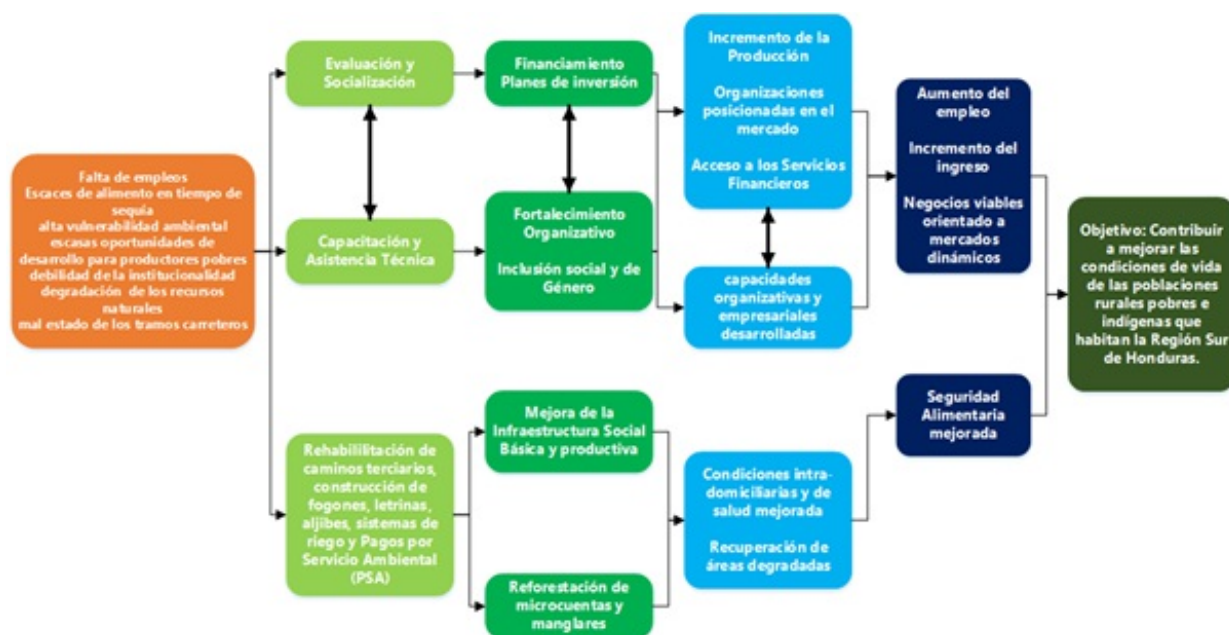 Falta de empleos
Escaces de alimento en tiempo de
sequía
alta vulnerabilidad ambiental
escasas oportunidades de
desarrollo para productores pobres
debilidad de la institucionalidad
degradación de los recursos
naturales
mal estado de los tramos carreteros
Evaluación y
Socialización
Capacitación y
Asistencia Técnica
Rehabililitación de
caminos terciarios,
construcción de
fogones, letrinas,
aljibes, sistemas de
riego y Pagos por
Servicio Ambiental
(PSA)
Financiamiento
Planes de inversión
Fortalecimiento
Organizativo
Inclusión social y de
Género
Mejora de la
Infraestructura Social
Básica y productiva
Reforestación de
microcuentas y
manglares
Incremento de la
Producción
Organizaciones
posicionadas en el
mercado
Acceso a los Servicios
Financieros
capacidades
organizativas y
empresariales
desarrolladas
Condiciones intra-
domiciliarias y de
salud mejorada
Recuperación de
áreas degradadas
Aumento del
empleo
Incremento del
ingreso
Negocios viables
orientado a
mercados
dinámicos
Seguridad
Alimentaria
mejorada
Objetivo: Contribuir
a mejorar las
condiciones de vida
de las poblaciones
rurales pobres e
indígenas que
habitan la Región Sur
de Honduras.